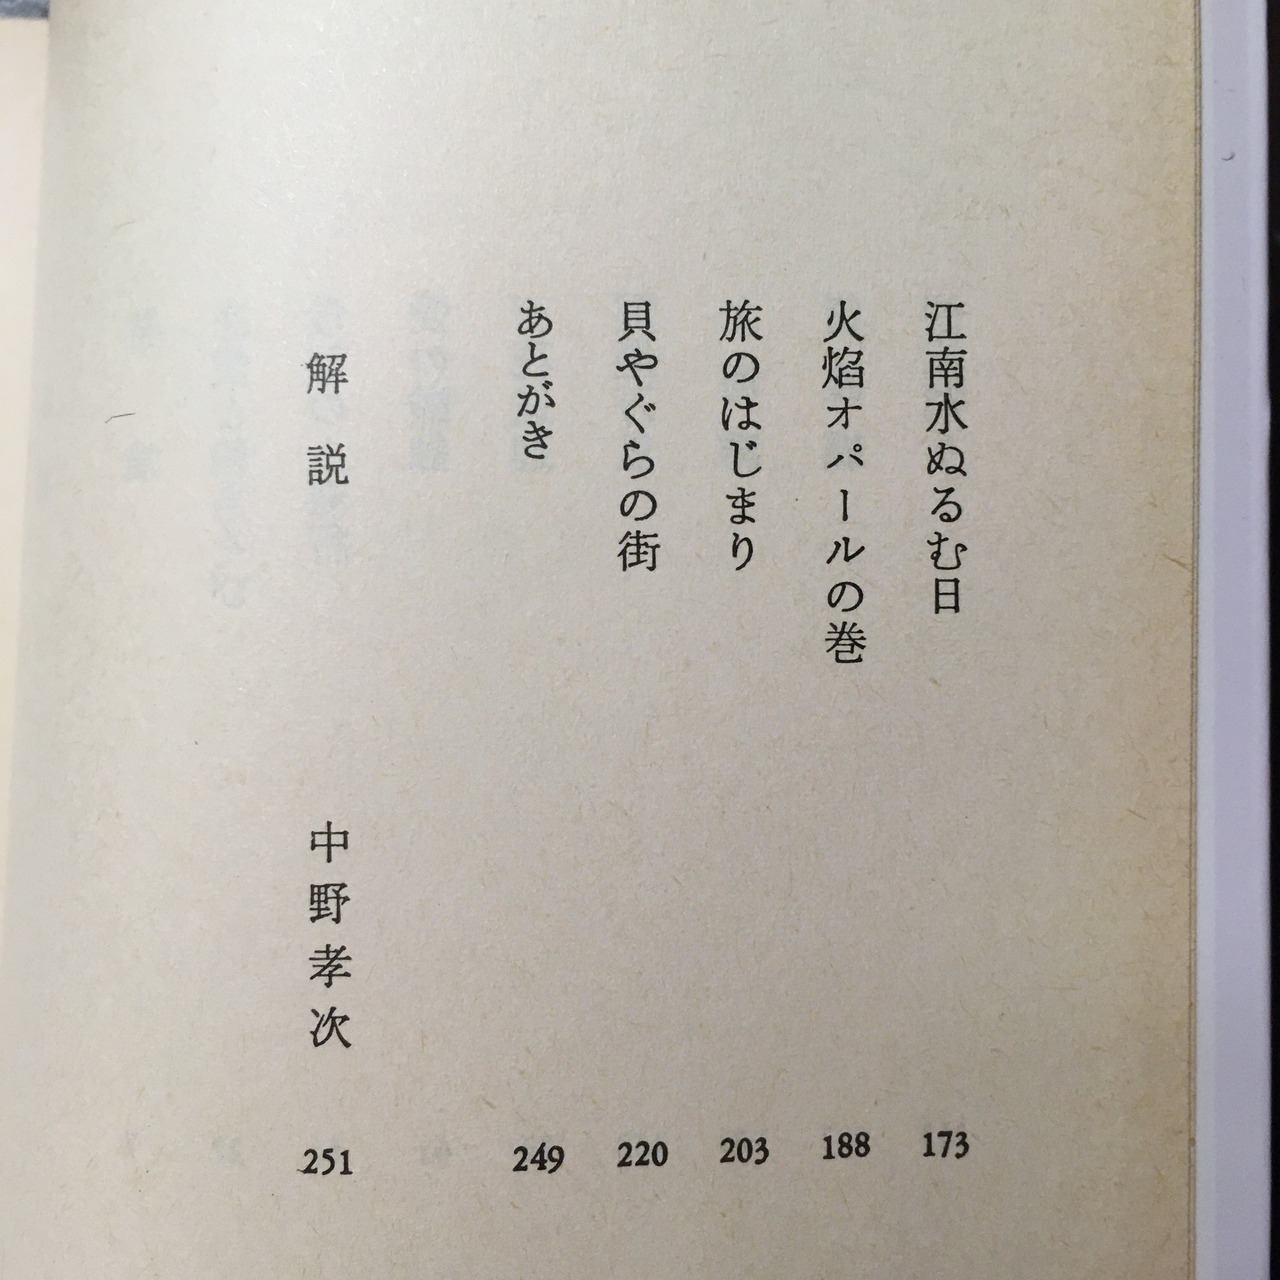 江南水ぬるむ日 173
火焰オパールの巻 188
旅のはじまり 203
貝やぐらの街 220
あとがき 249
解説 中野孝次 251